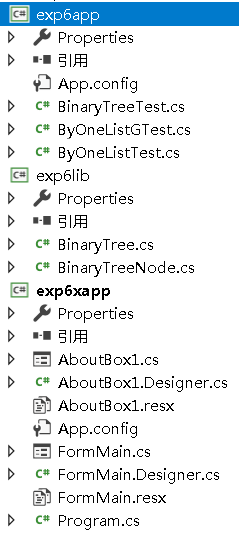 exp6app
Properties
引用
App.config
BinaryTreeTest.cs
ByOneListGTest.cs
ByOneListTest.cs
exp6lib
Properties
引用
BinaryTree.cs
BinaryTreeNode.cs
exp6xapp
Properties
引用
AboutBox1.cs
AboutBox1.Designer.cs
AboutBox1.resx
App.config
FormMain.cs
FormMain.Designer.cs
FormMain.resx
Program.cs